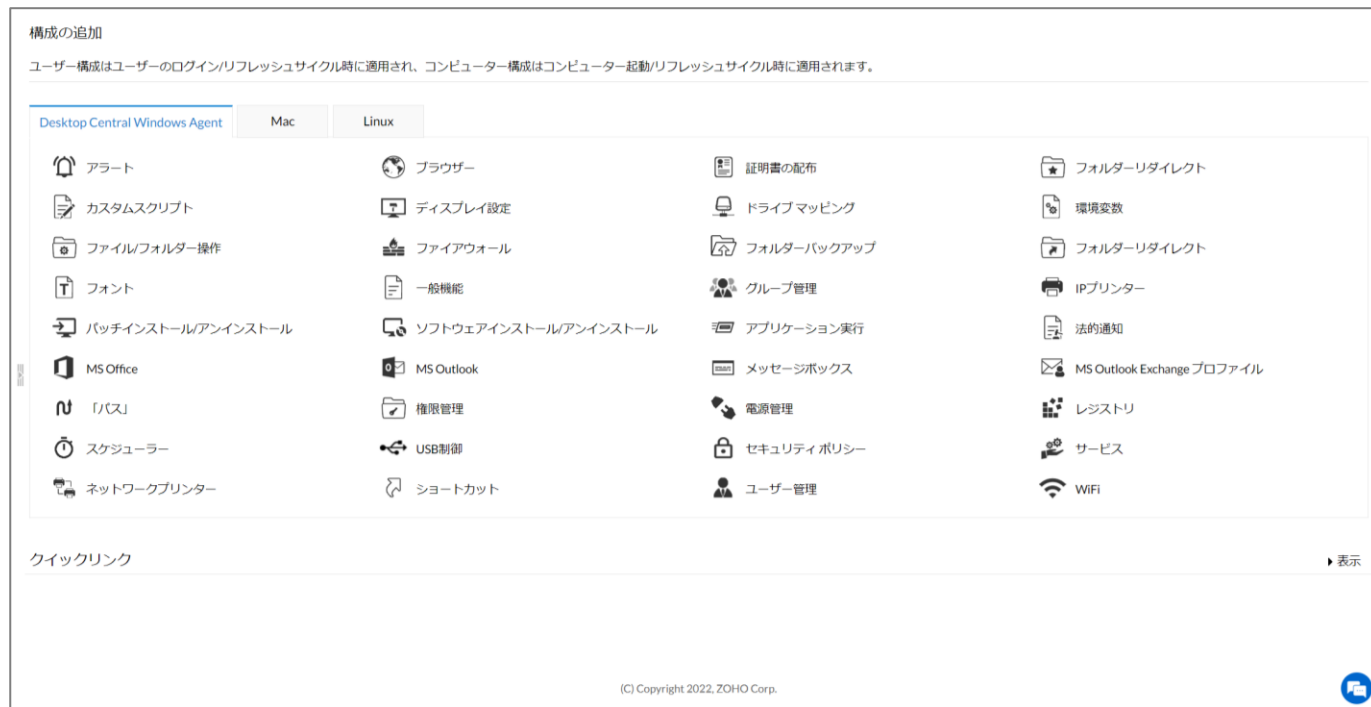 構成の追加
ユーザー構成はユーザーのログイン/リフレッシュサイクル時に適用され、コンピューター構成はコンピューター起動/リフレッシュサイクル時に適用されます。
Desktop Central Windows Agent Mac Linux
アラート ブラウザー 証明書の配布 フォルダーリダイレクト
カスタムスクリプト ディスプレイ設定 ドライブ マッピング 環境変数
ファイル/フォルダー操作 ファイアウォール フォルダーバックアップ フォルダーリダイレクト
フォント 一般機能 グループ管理 IPプリンター
パッチインストール/アンインストール ソフトウェアインストール/アンインストール アプリケーション実行 法的通知
MS Office MS Outlook メッセージボックス MS Outlook Exchange プロファイル
「パス」 権限管理 電源管理 レジストリ
スケジューラー USB制御 セキュリティ ポリシー サービス
ネットワークプリンター ショートカット ユーザー管理 WiFi
クイックリンク 表示
(C) Copyright 2022, ZOHO Corp.